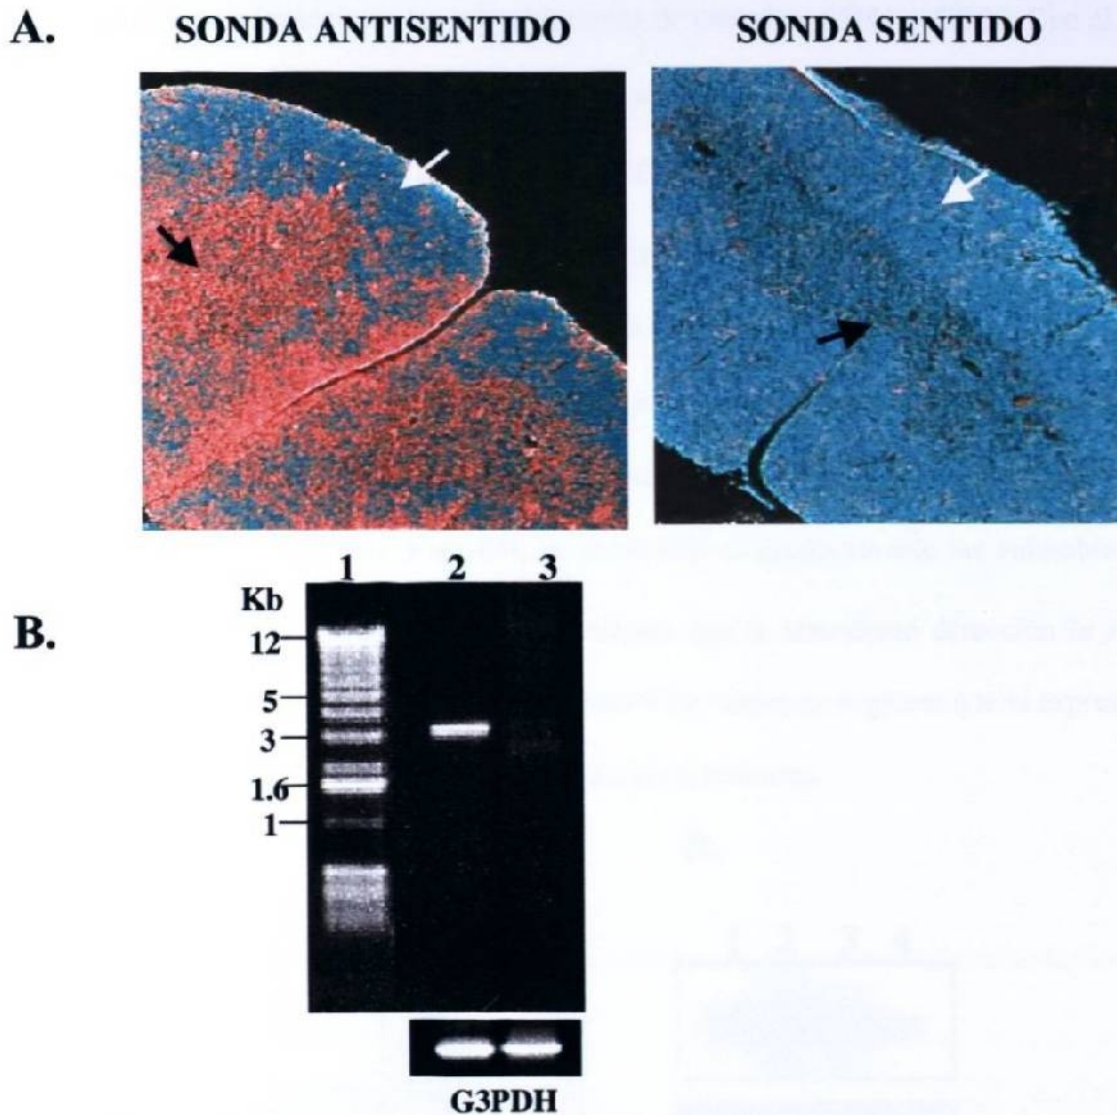 A.
SONDA ANTISENTIDO
SONDA SENTIDO
1 2 3
Kb
B.
12
5
3
1.6
1
G3PDH